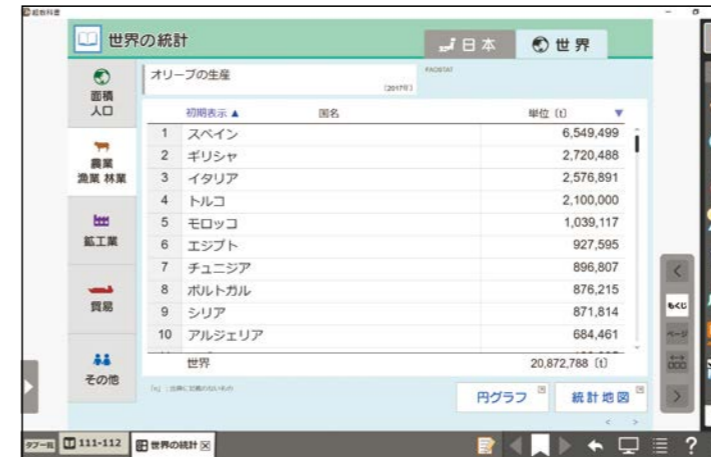 世界の統計
日本
世界
面積
人口
農業
漁業 林業
鉱工業
貿易
その他
オリーブの生産
(2017年)
FAOSTAT
初期表示▲ 国名 単位 (t) ▼
1 スペイン 6,549,499
2 ギリシャ 2,720,488
3 イタリア 2,576,891
4 トルコ 2,100,000
5 モロッコ 1,039,117
6 エジプト 927,595
7 チュニジア 896,807
8 ポルトガル 876,215
9 シリア 871,814
10 アルジェリア 684,461
世界 20,872,788 (t)
円グラフ
統計地図
もくじ
ページ
111-112
世界の統計